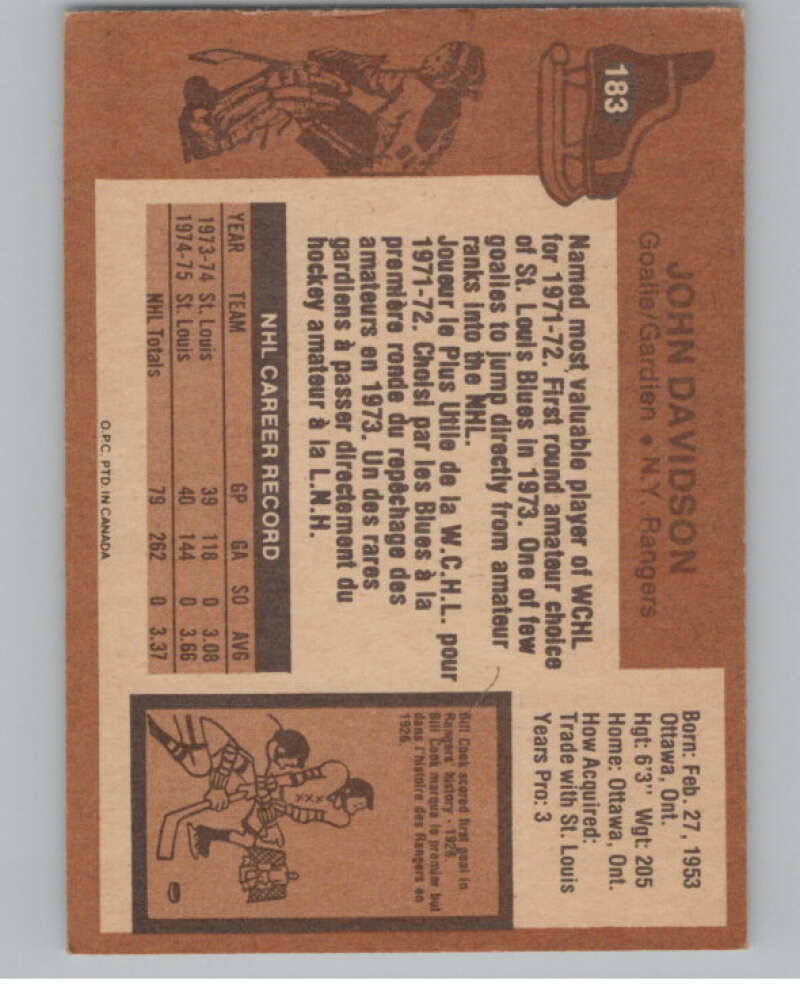 183
JOHN DAVIDSON
Goalie/Gardien • N.Y. Rangers
Born: Feb. 27, 1953
Ottawa, Ont.
Hgt: 6'3" Wgt: 205
Home: Ottawa, Ont.
How Acquired:
Trade with St. Louis
Years Pro: 3
Named most valuable player of WCHL
for 1971-72. First round amateur choice
of St. Louis Blues in 1973. One of few
goalies to jump directly from amateur
ranks into the NHL.
Joueur le Plus Utile de la W.C.H.L. pour
1971-72. Choisi par les Blues à la
première ronde du repêchage des
amateurs en 1973. Un des rares
gardiens à passer directement du
hockey amateur à la L.N.H.
NHL CAREER RECORD
YEAR TEAM GP GA SO AVG
1973-74 St. Louis 39 118 0 3.08
1974-75 St. Louis 40 144 0 3.66
NHL Totals 79 262 0 3.37
Bill Cook scored first goal in
Rangers' history - 1926.
Bill Cook marque le premier but
dans l'histoire des Rangers en
1926.
O.P.C. PTD. IN CANADA